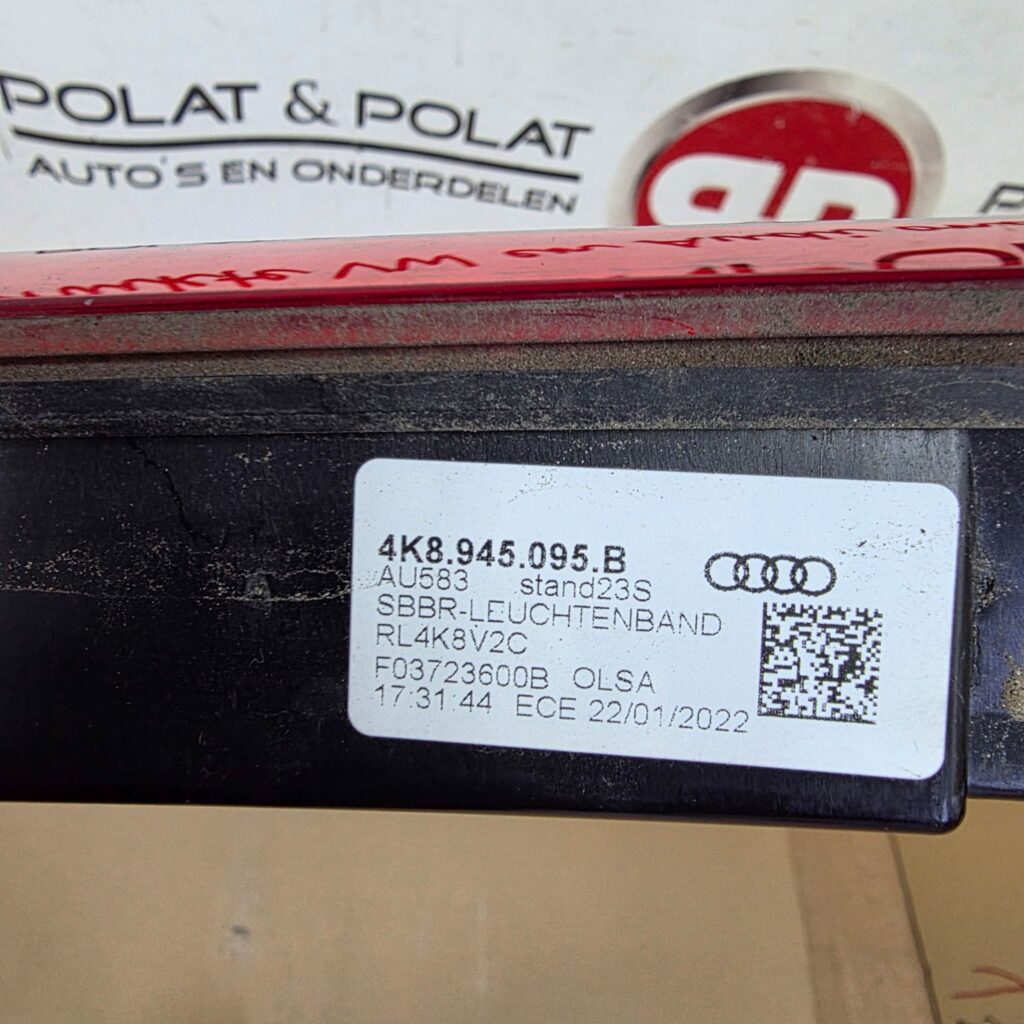 POLAT & POLAT
AUTO'S EN ONDERDELEN
4K8.945.095.B
AU583 stand23S
SBBR-LEUCHTENBAND
RL4K8V2C
F03723600B OLSA
17:31:44 ECE 22/01/2022